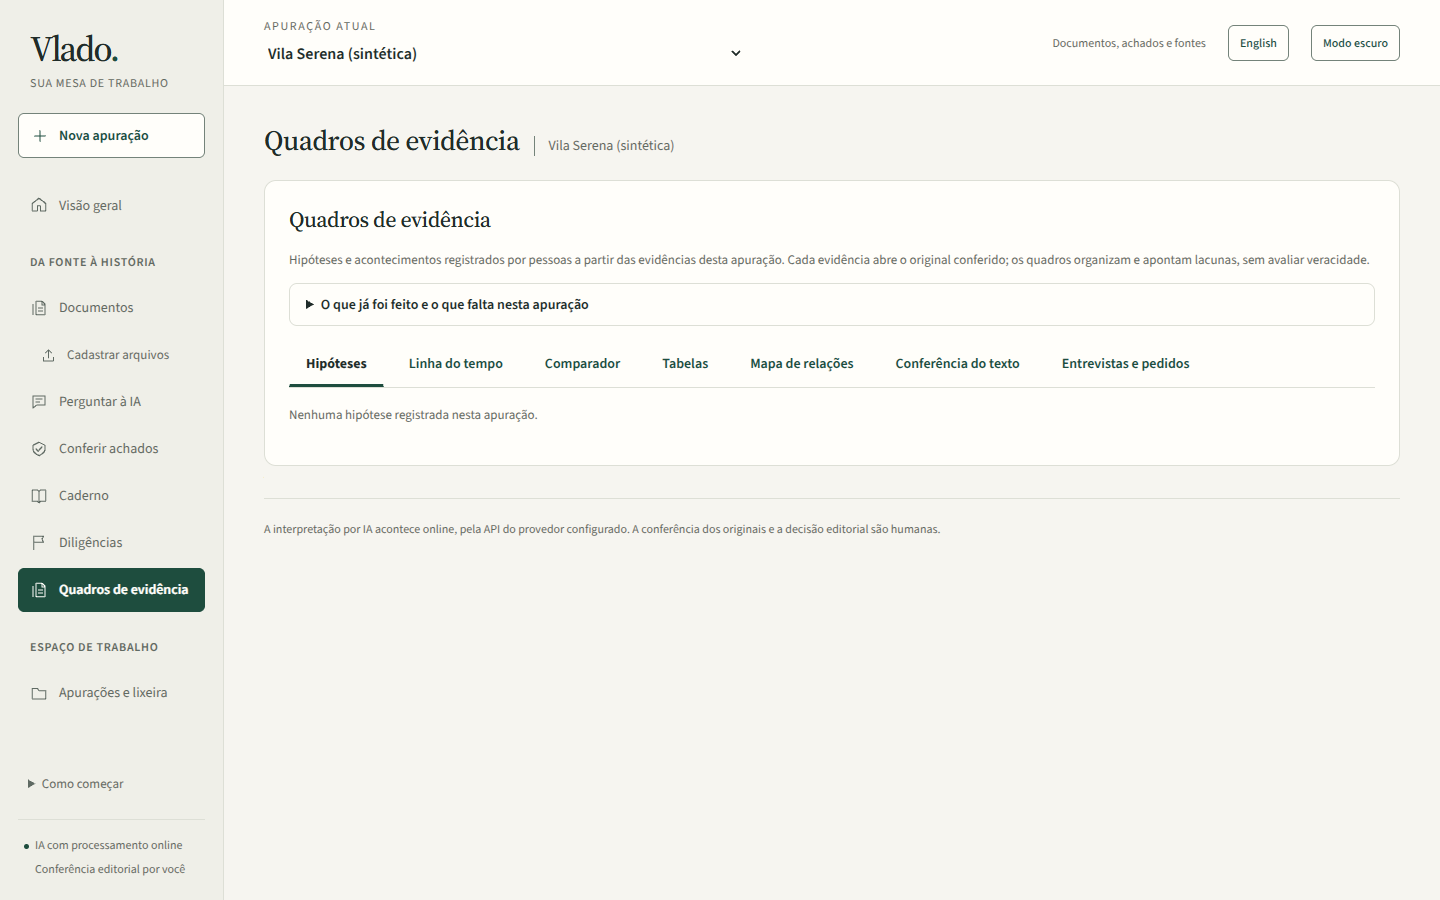 Vlado.
SUA MESA DE TRABALHO
Nova apuração
Visão geral
DA FONTE À HISTÓRIA
Documentos
Cadastrar arquivos
Perguntar à IA
Conferir achados
Caderno
Diligências
Quadros de evidência
ESPAÇO DE TRABALHO
Apurações e lixeira
Como começar
IA com processamento online
Conferência editorial por você
APURAÇÃO ATUAL
Vila Serena (sintética)
Documentos, achados e fontes
English
Modo escuro
Quadros de evidência
Vila Serena (sintética)
Quadros de evidência
Hipóteses e acontecimentos registrados por pessoas a partir das evidências desta apuração. Cada evidência abre o original conferido; os quadros organizam e apontam lacunas, sem avaliar veracidade.
O que já foi feito e o que falta nesta apuração
Hipóteses
Linha do tempo
Comparador
Tabelas
Mapa de relações
Conferência do texto
Entrevistas e pedidos
Nenhuma hipótese registrada nesta apuração.
A interpretação por IA acontece online, pela API do provedor configurado. A conferência dos originais e a decisão editorial são humanas.